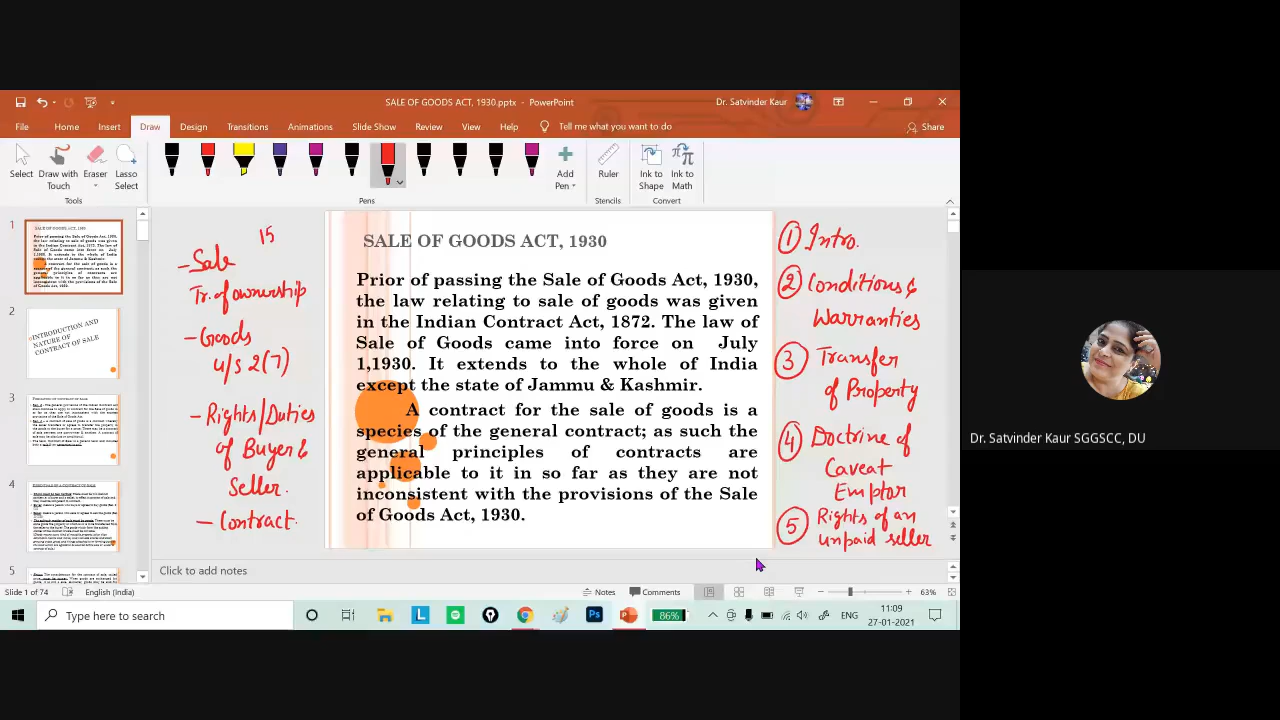 SALE OF GOODS ACT, 1930.pptx - PowerPoint
Dr. Satvinder Kaur
File Home Insert Draw Design Transitions Animations Slide Show Review View Help Tell me what you want to do
Share
Select
Draw with Touch
Eraser
Lasso Select
Add Pen
Ruler
Ink to Shape
Ink to Math
Tools
Pens
Stencils
Convert
1
SALE OF GOODS ACT, 1930
2
INTRODUCTION AND
NATURE OF
CONTRACT OF SALE
3
4
5
15
- Sale
Tr. of ownership
- Goods
u/s 2(7)
- Rights/Duties
of Buyer &
Seller.
- Contract.
SALE OF GOODS ACT, 1930
Prior of passing the Sale of Goods Act, 1930,
the law relating to sale of goods was given
in the Indian Contract Act, 1872. The law of
Sale of Goods came into force on July
1,1930. It extends to the whole of India
except the state of Jammu & Kashmir.
A contract for the sale of goods is a
species of the general contract; as such the
general principles of contracts are
applicable to it in so far as they are not
inconsistent with the provisions of the Sale
of Goods Act, 1930.
① Intro.
② Conditions &
Warranties
③ Transfer
of Property
④ Doctrine of
Caveat
Emptor
⑤ Rights of an
unpaid seller
Dr. Satvinder Kaur SGGSCC, DU
Click to add notes
Slide 1 of 74
English (India)
Notes
Comments
63%
Type here to search
L
Ps
86%
ENG
11:09
27-01-2021